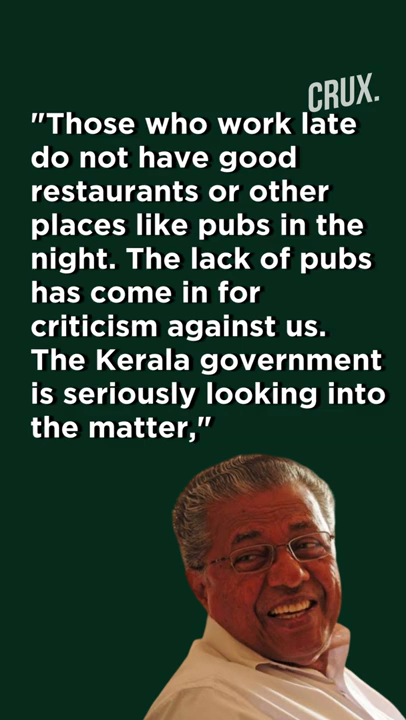 CRUX.
"Those who work late
do not have good
restaurants or other
places like pubs in the
night. The lack of pubs
has come in for
criticism against us.
The Kerala government
is seriously looking into
the matter,"